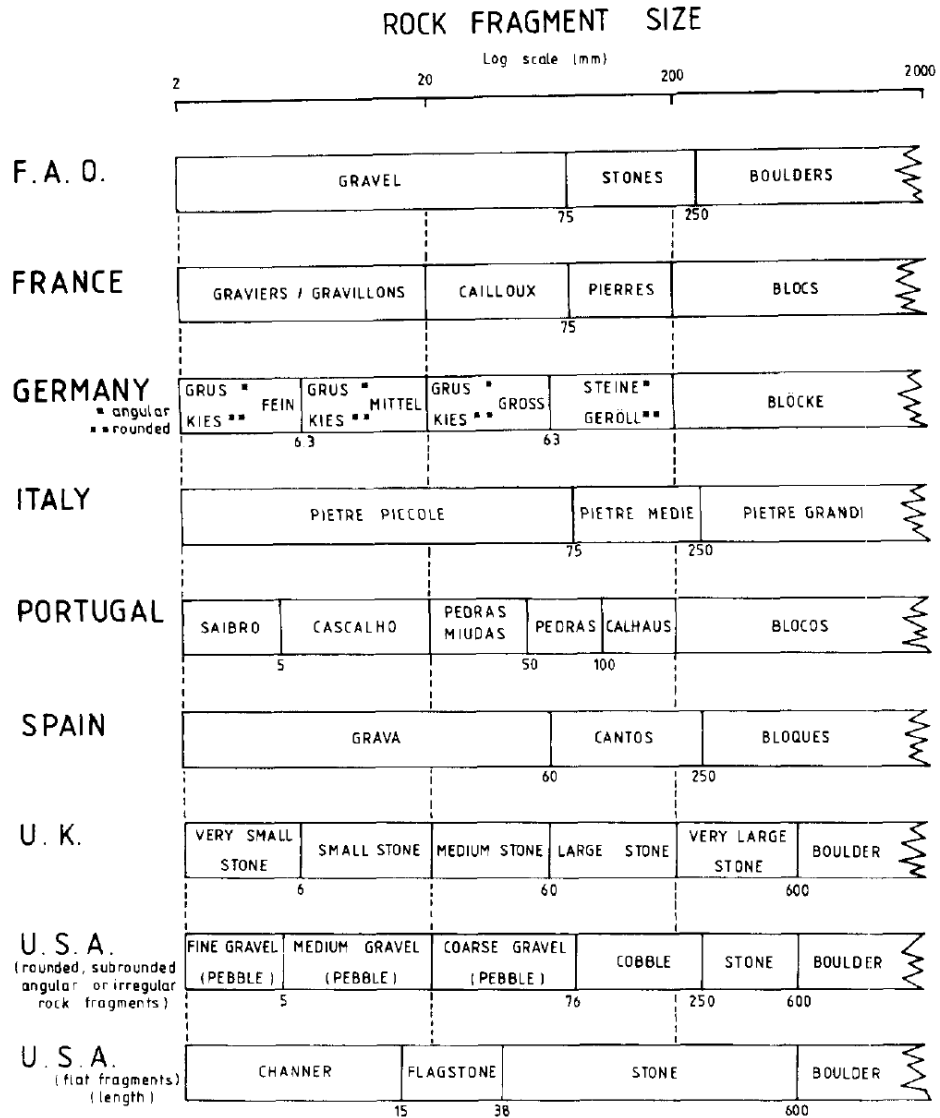 ROCK FRAGMENT SIZE
Log scale (mm)
2 20 200 2000
F.A.O.
GRAVEL STONES BOULDERS
75 250
FRANCE
GRAVIERS / GRAVILLONS CAILLOUX PIERRES BLOCS
75
GERMANY
▪ angular
▪▪ rounded
GRUS ▪ FEIN GRUS ▪ MITTEL GRUS ▪ GROSS STEINE ▪ BLÖCKE
KIES ▪▪ KIES ▪▪ KIES ▪▪ GERÖLL ▪▪
6.3 63
ITALY
PIETRE PICCOLE PIETRE MEDIE PIETRE GRANDI
75 250
PORTUGAL
SAIBRO CASCALHO PEDRAS MIUDAS PEDRAS CALHAUS BLOCOS
5 50 100
SPAIN
GRAVA CANTOS BLOQUES
60 250
U.K.
VERY SMALL STONE SMALL STONE MEDIUM STONE LARGE STONE VERY LARGE STONE BOULDER
6 60 600
U.S.A.
(rounded, subrounded
angular or irregular
rock fragments)
FINE GRAVEL (PEBBLE) MEDIUM GRAVEL (PEBBLE) COARSE GRAVEL (PEBBLE) COBBLE STONE BOULDER
5 76 250 600
U.S.A.
(flat fragments)
(length)
CHANNER FLAGSTONE STONE BOULDER
15 38 600